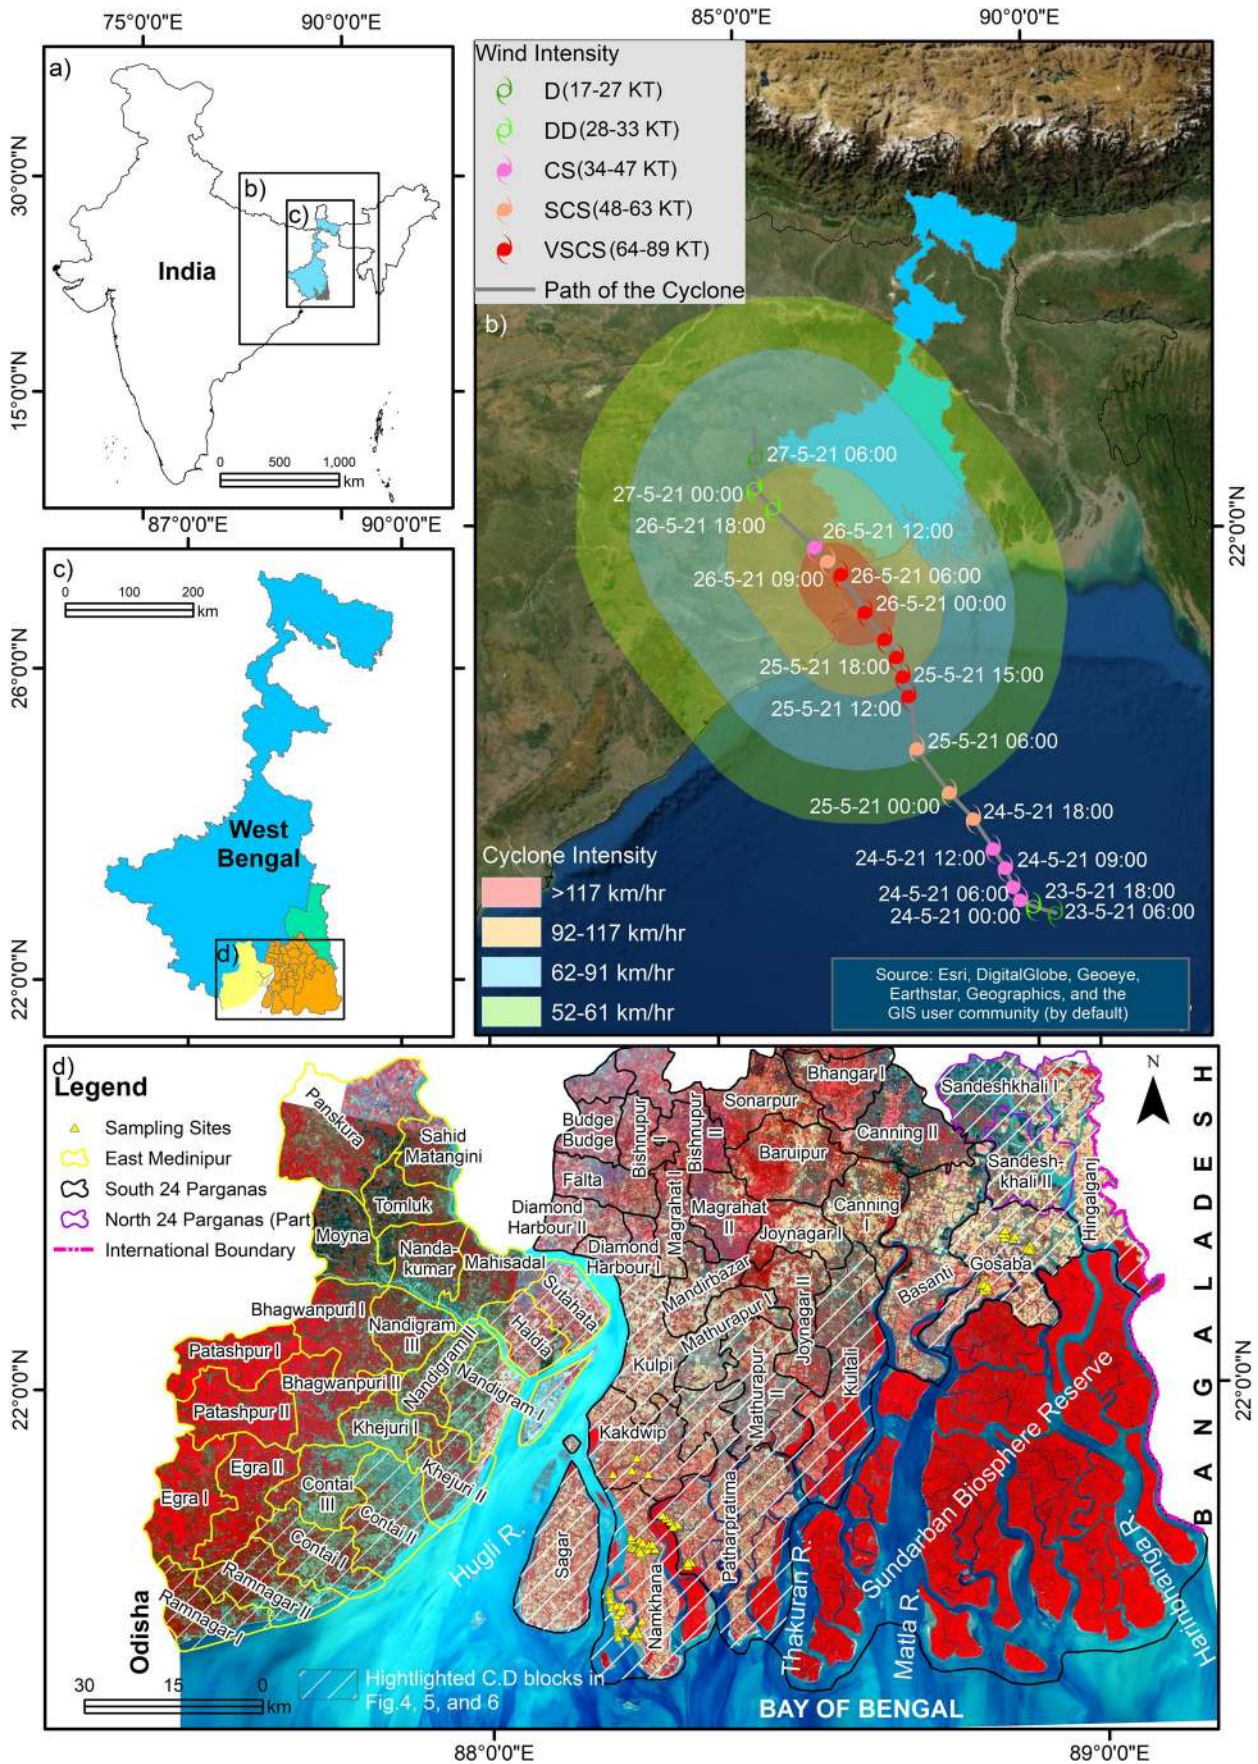 75°0'0"E
90°0'0"E
85°0'0"E
90°0'0"E
a)
30°0'0"N
15°0'0"N
b)
c)
India
0 500 1,000
km
87°0'0"E
90°0'0"E
Wind Intensity
D(17-27 KT)
DD(28-33 KT)
CS(34-47 KT)
SCS(48-63 KT)
VSCS(64-89 KT)
Path of the Cyclone
b)
27-5-21 06:00
27-5-21 00:00
26-5-21 18:00
26-5-21 12:00
26-5-21 09:00
26-5-21 06:00
26-5-21 00:00
25-5-21 18:00
25-5-21 15:00
25-5-21 12:00
25-5-21 06:00
25-5-21 00:00
24-5-21 18:00
24-5-21 12:00
24-5-21 09:00
24-5-21 06:00
23-5-21 18:00
24-5-21 00:00
23-5-21 06:00
22°0'0"N
Cyclone Intensity
>117 km/hr
92-117 km/hr
62-91 km/hr
52-61 km/hr
Source: Esri, DigitalGlobe, Geoeye,
Earthstar, Geographics, and the
GIS user community (by default)
c)
0 200
km
26°0'0"N
22°0'0"N
West
Bengal
d)
d)
Legend
Sampling Sites
East Medinipur
South 24 Parganas
North 24 Parganas (Part)
International Boundary
N
BANGALADESH
Panskura
Sahid
Matangini
Tomluk
Moyna
Nanda-
kumar
Mahisadal
Sutahata
Haldia
Bhagwanpuri I
Nandigram
III
Nandigram II
Nandigram I
Patashpur I
Bhagwanpuri II
Patashpur II
Khejuri I
Khejuri II
Egra II
Egra I
Contai
III
Contai II
Contai I
Ramnagar II
Ramnagar I
Odisha
Budge
Budge
Bishnupur
I
Bishnupur
II
Sonarpur
Bhangar I
Canning II
Sandeshkhali I
Sandesh-
khali II
Hingalganj
Falta
Baruipur
Diamond
Harbour II
Magrahat I
Magrahat
II
Canning
I
Joynagar I
Diamond
Harbour I
Mandirbazar
Basanti
Gosaba
Mathurapur I
Joynagar II
Kulpi
Mathurapur
II
Kultali
Kakdwip
Patharpratima
Sagar
Namkhana
Hugli R.
Thakuran R.
Matla R.
Sundarban Biosphere Reserve
Harinbhanga R.
22°0'0"N
22°0'0"N
30 15 0
km
Hightlighted C.D blocks in
Fig.4, 5, and 6
BAY OF BENGAL
88°0'0"E
89°0'0"E